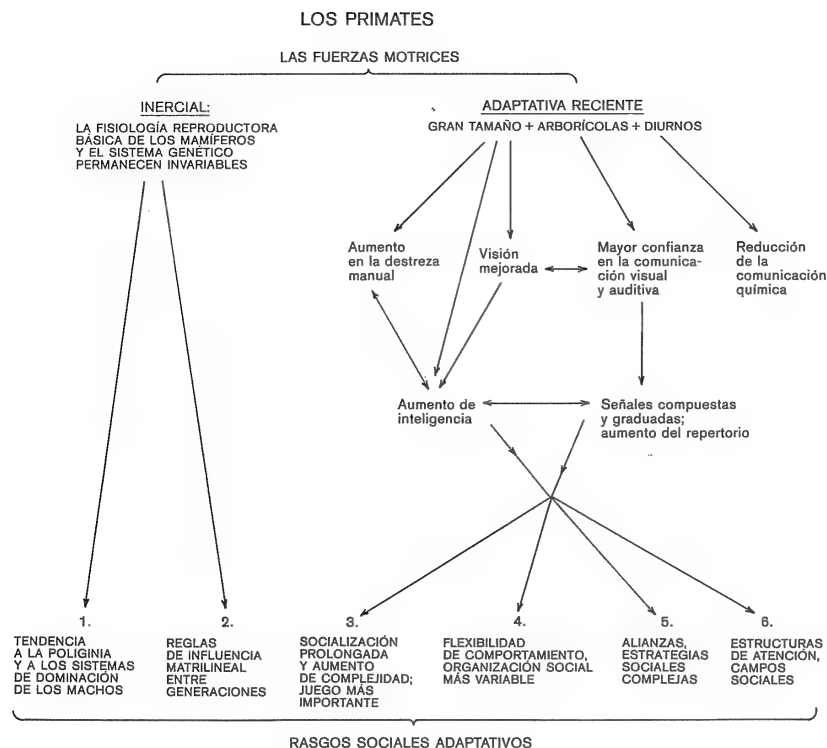 LOS PRIMATES
LAS FUERZAS MOTRICES
INERCIAL:
LA FISIOLOGÍA REPRODUCTORA
BÁSICA DE LOS MAMÍFEROS
Y EL SISTEMA GENÉTICO
PERMANECEN INVARIABLES
ADAPTATIVA RECIENTE
GRAN TAMAÑO + ARBORÍCOLAS + DIURNOS
Aumento
en la destreza
manual
Visión
mejorada
Mayor confianza
en la comunica-
ción visual
y auditiva
Reducción
de la
comunicación
química
Aumento de
inteligencia
Señales compuestas
y graduadas;
aumento del repertorio
1.
TENDENCIA
A LA POLIGINIA
Y A LOS SISTEMAS
DE DOMINACIÓN
DE LOS MACHOS
2.
REGLAS
DE INFLUENCIA
MATRILINEAL
ENTRE
GENERACIONES
3.
SOCIALIZACIÓN
PROLONGADA
Y AUMENTO
DE COMPLEJIDAD;
JUEGO MÁS
IMPORTANTE
4.
FLEXIBILIDAD
DE COMPORTAMIENTO,
ORGANIZACIÓN SOCIAL
MÁS VARIABLE
5.
ALIANZAS,
ESTRATEGIAS
SOCIALES
COMPLEJAS
6.
ESTRUCTURAS
DE ATENCIÓN,
CAMPOS
SOCIALES
RASGOS SOCIALES ADAPTATIVOS